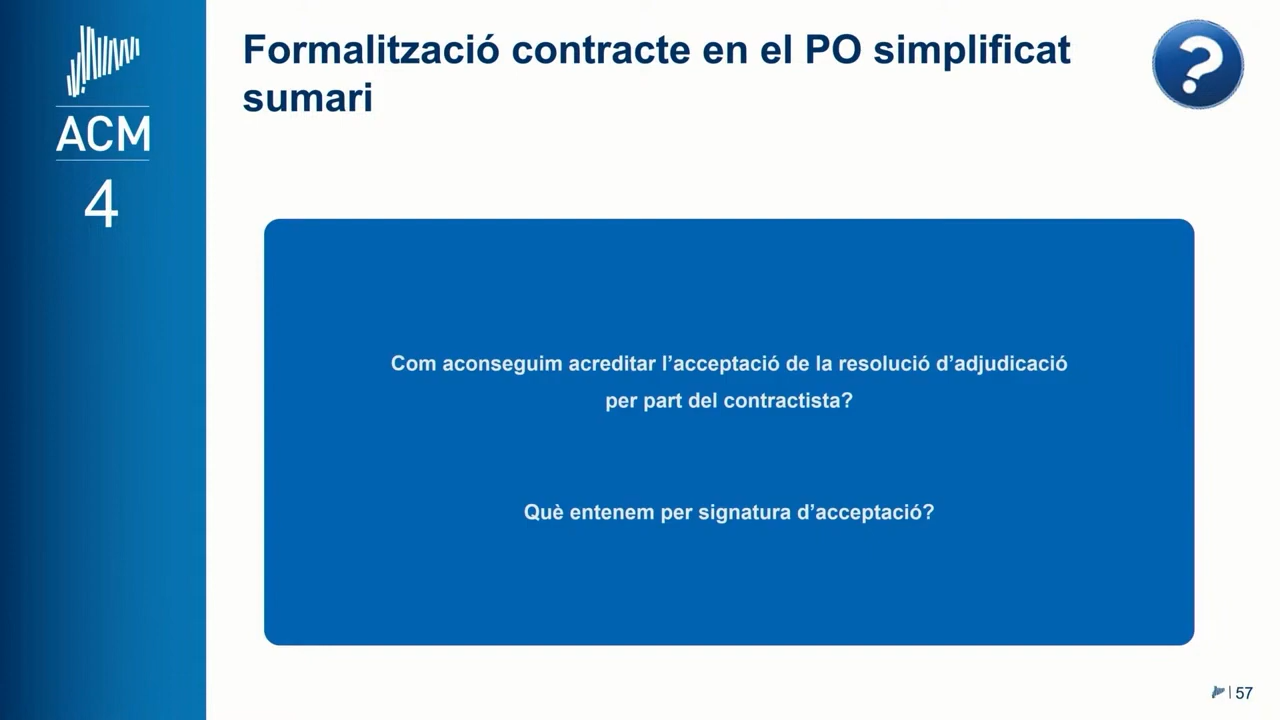 ACM
4
Formalització contracte en el PO simplificat
sumari
?
Com aconseguim acreditar l’acceptació de la resolució d’adjudicació
per part del contractista?
Què entenem per signatura d’acceptació?
57